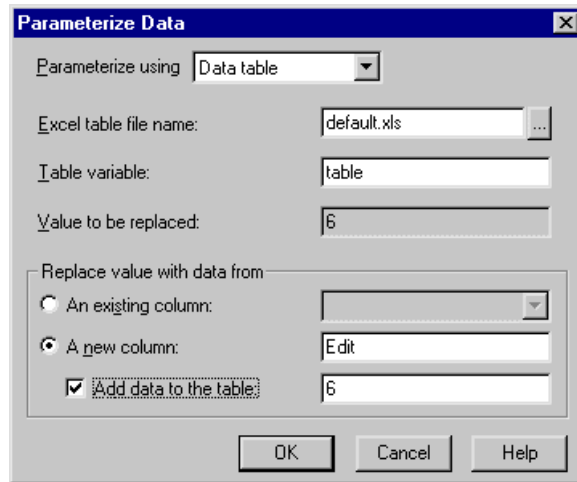 Parameterize Data
Parameterize using Data table
Excel table file name: default.xls ...
Table variable: table
Value to be replaced: 6
Replace value with data from
An existing column:
A new column: Edit
Add data to the table: 6
OK Cancel Help